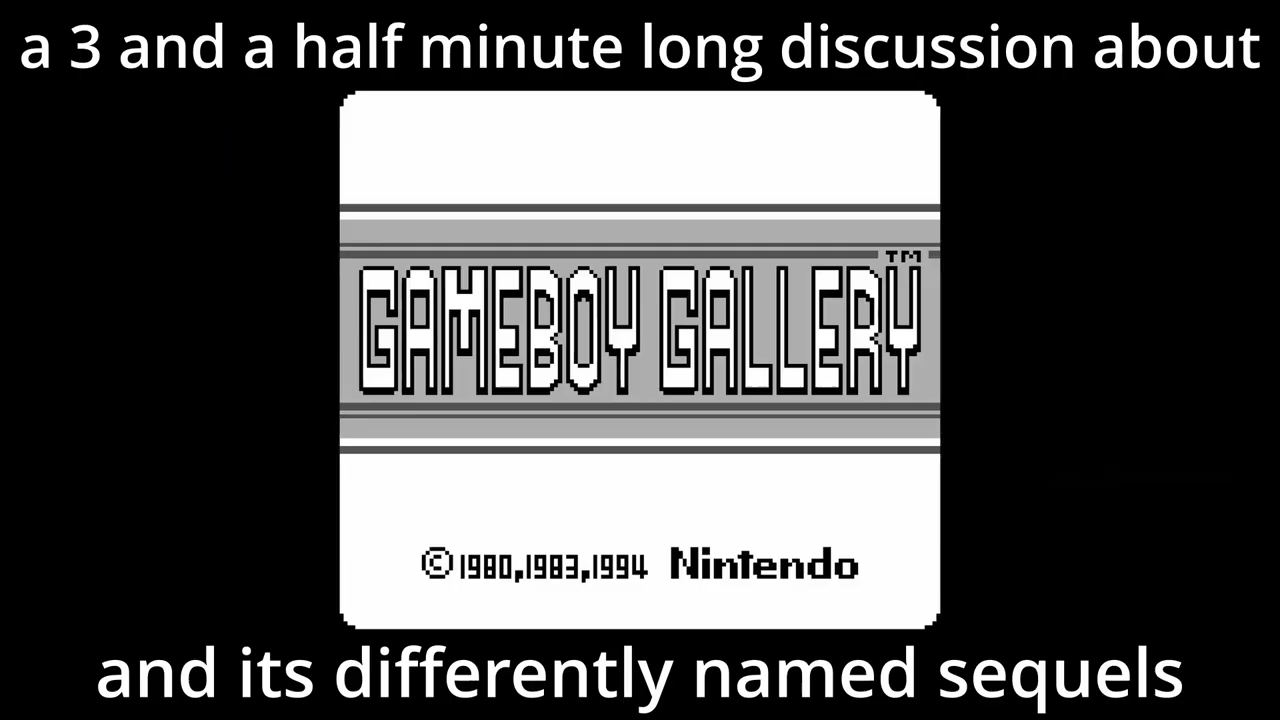 a 3 and a half minute long discussion about
TM
GAMEBOY GALLERY
©1980,1983,1994 Nintendo
and its differently named sequels